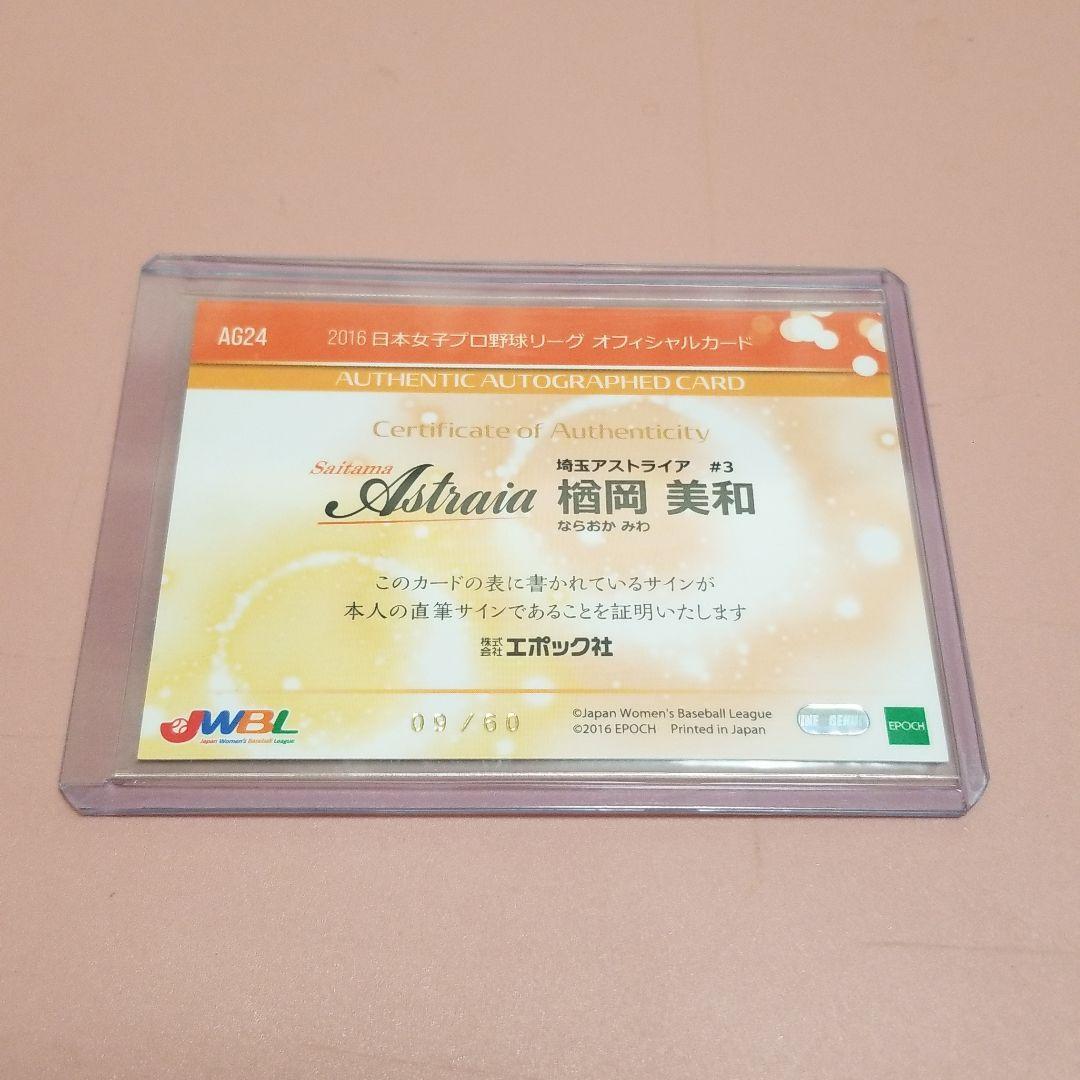 AG24
2016 日本女子プロ野球リーグ オフィシャルカード
AUTHENTIC AUTOGRAPHED CARD
Certificate of Authenticity
Saitama
Astraia
埼玉アストライア #3
楢岡 美和
ならおか みわ
このカードの表に書かれているサインが
本人の直筆サインであることを証明いたします
株式会社 エポック社
JWBL
Japan Women's Baseball League
09/60
©Japan Women's Baseball League
©2016 EPOCH Printed in Japan
EPOCH